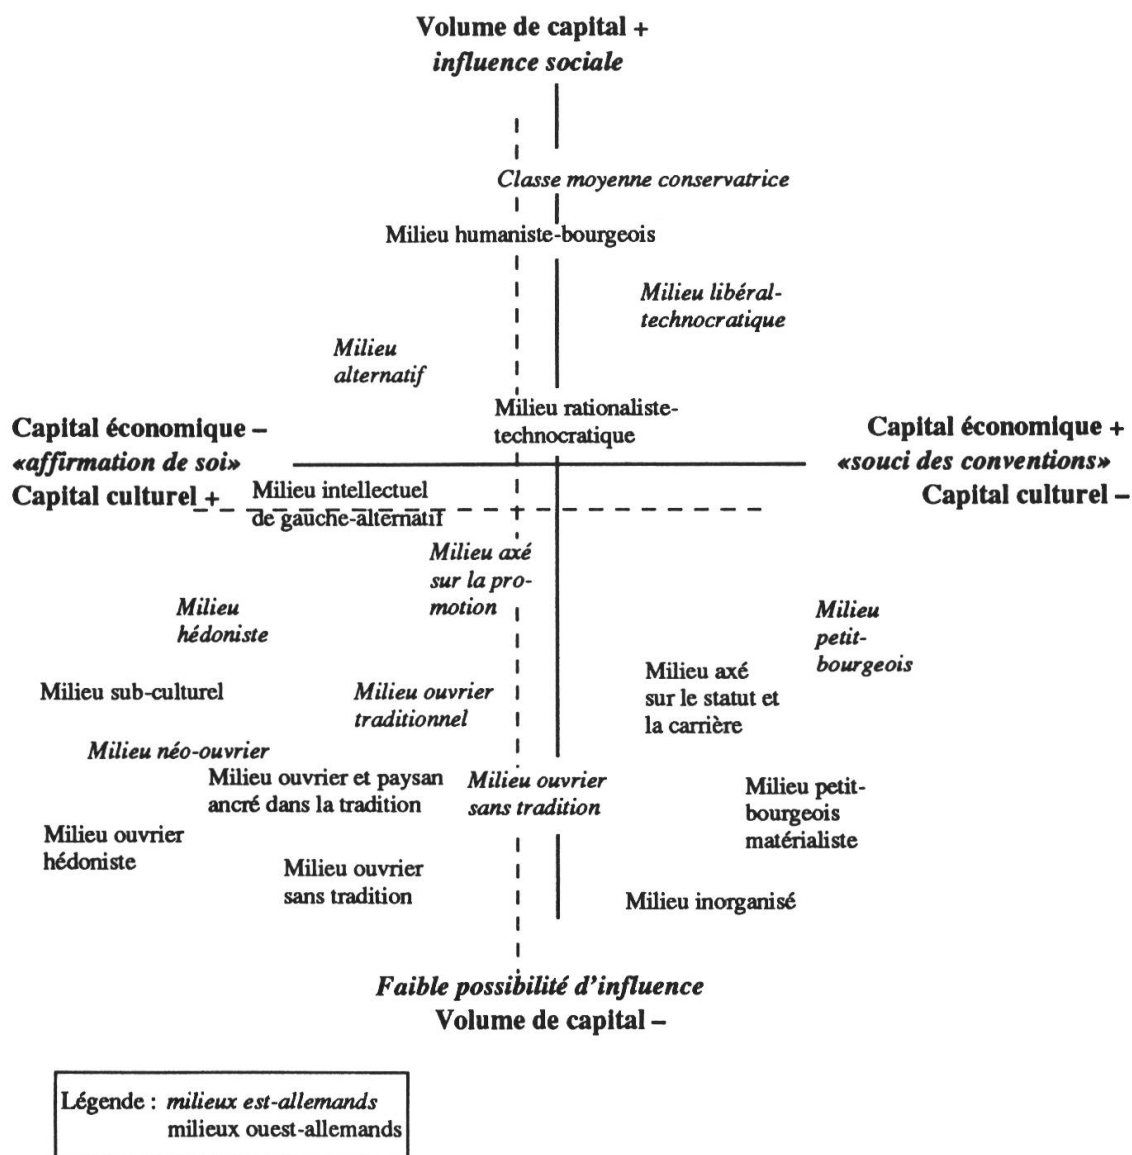 Volume de capital +
influence sociale
Classe moyenne conservatrice
Milieu humaniste-bourgeois
Milieu libéral-
technocratique
Milieu
alternatif
Milieu rationaliste-
technocratique
Capital économique –
«affirmation de soi»
Capital culturel +
Capital économique +
«souci des conventions»
Capital culturel –
Milieu intellectuel
de gauche-alternatif
Milieu axé
sur la pro-
motion
Milieu
hédoniste
Milieu
petit-
bourgeois
Milieu sub-culturel
Milieu ouvrier
traditionnel
Milieu axé
sur le statut et
la carrière
Milieu néo-ouvrier
Milieu ouvrier et paysan
ancré dans la tradition
Milieu ouvrier
sans tradition
Milieu petit-
bourgeois
matérialiste
Milieu ouvrier
hédoniste
Milieu ouvrier
sans tradition
Milieu inorganisé
Faible possibilité d'influence
Volume de capital –
Légende : milieux est-allemands
milieux ouest-allemands